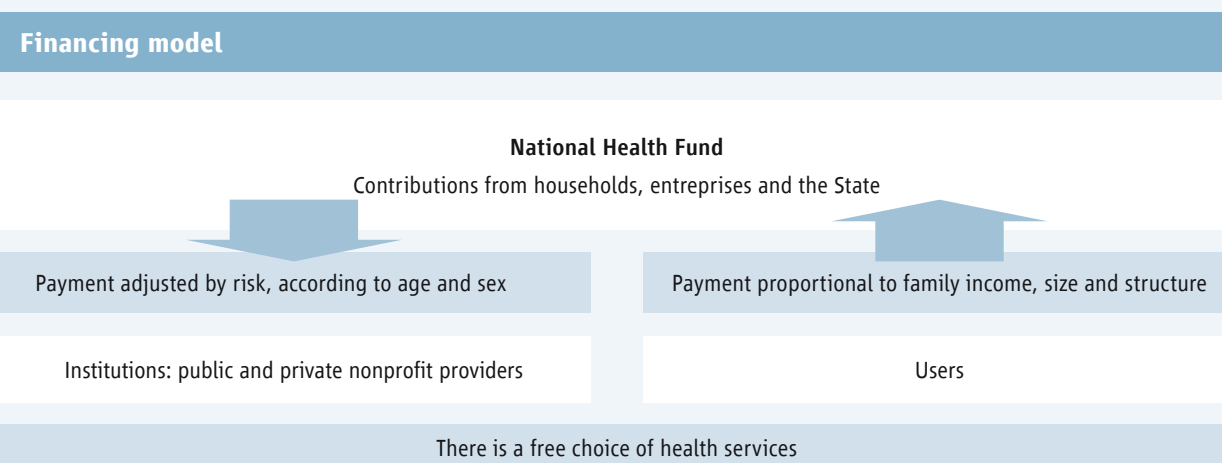 Financing model
National Health Fund
Contributions from households, entreprises and the State
Payment adjusted by risk, according to age and sex
Payment proportional to family income, size and structure
Institutions: public and private nonprofit providers
Users
There is a free choice of health services